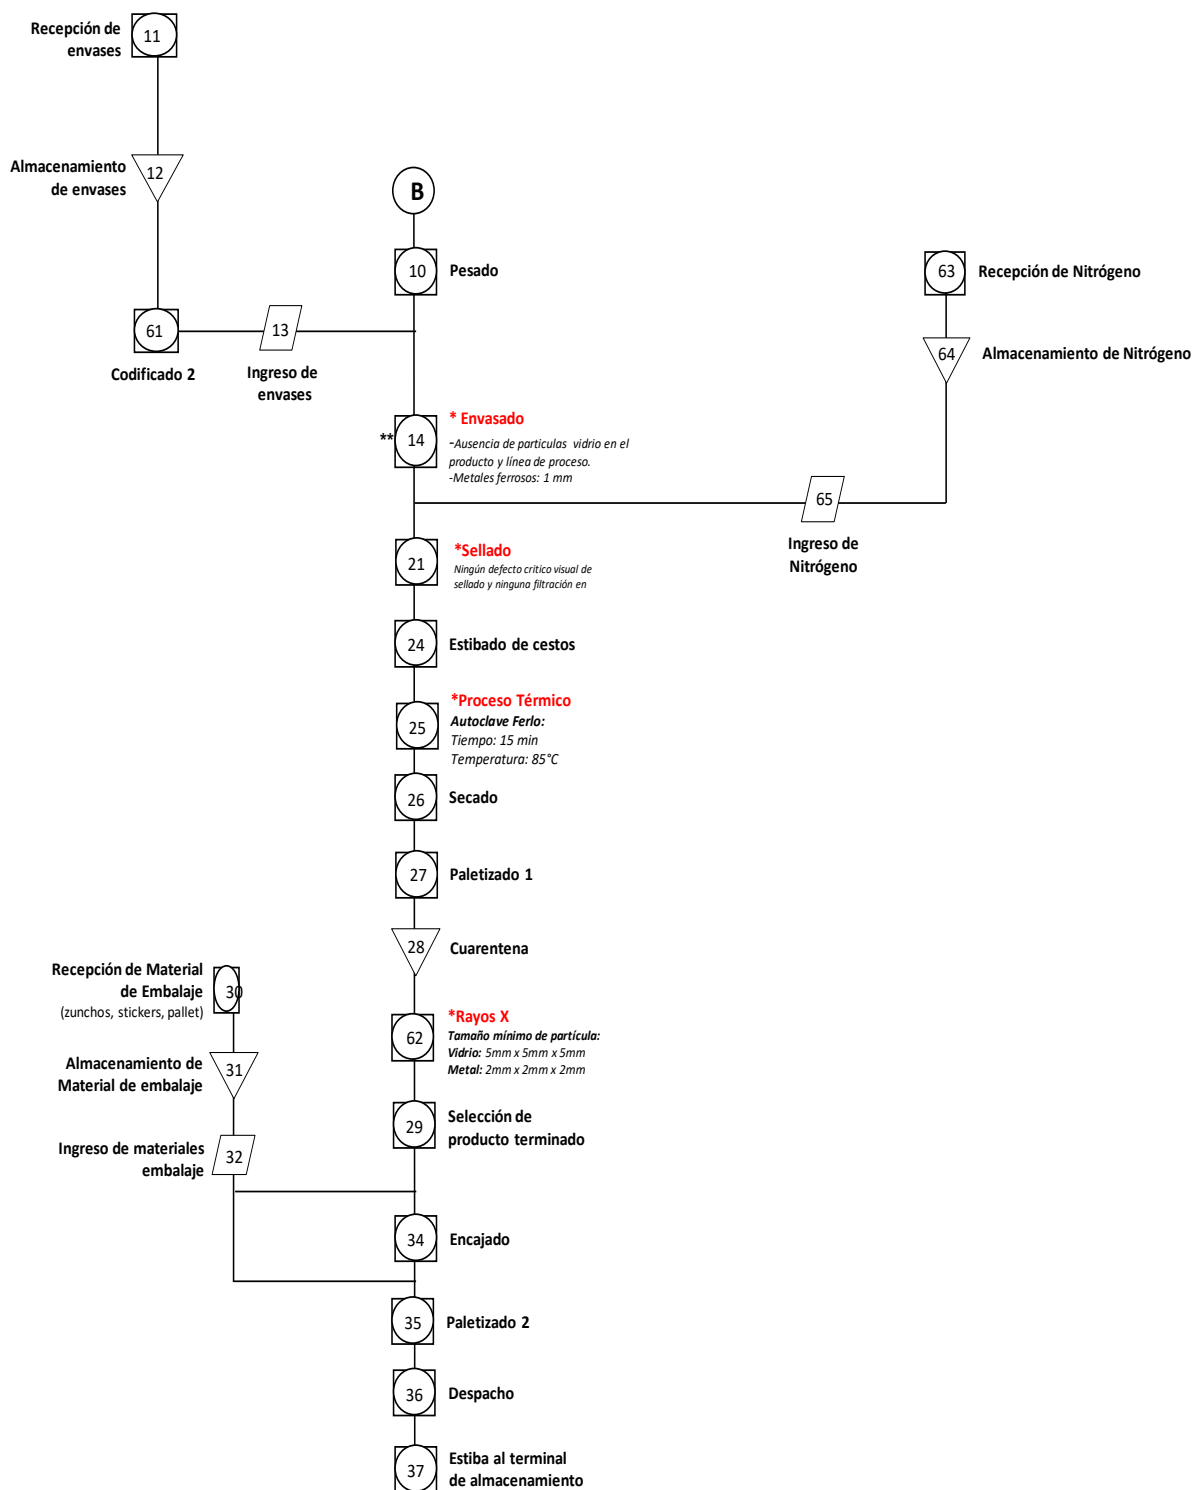 Recepción de
envases
11
Almacenamiento
de envases
12
B
10
Pesado
63
Recepción de Nitrógeno
61
13
Codificado 2
Ingreso de
envases
64
Almacenamiento de Nitrógeno
**
14
* Envasado
-Ausencia de particulas vidrio en el
producto y línea de proceso.
-Metales ferrosos: 1 mm
65
Ingreso de
Nitrógeno
21
*Sellado
Ningún defecto critico visual de
sellado y ninguna filtración en
24
Estibado de cestos
25
*Proceso Térmico
Autoclave Ferlo:
Tiempo: 15 min
Temperatura: 85°C
26
Secado
27
Paletizado 1
28
Cuarentena
Recepción de Material
de Embalaje
(zunchos, stickers, pallet)
30
62
*Rayos X
Tamaño mínimo de partícula:
Vidrio: 5mm x 5mm x 5mm
Metal: 2mm x 2mm x 2mm
Almacenamiento de
Material de embalaje
31
29
Selección de
producto terminado
Ingreso de materiales
embalaje
32
34
Encajado
35
Paletizado 2
36
Despacho
37
Estiba al terminal
de almacenamiento